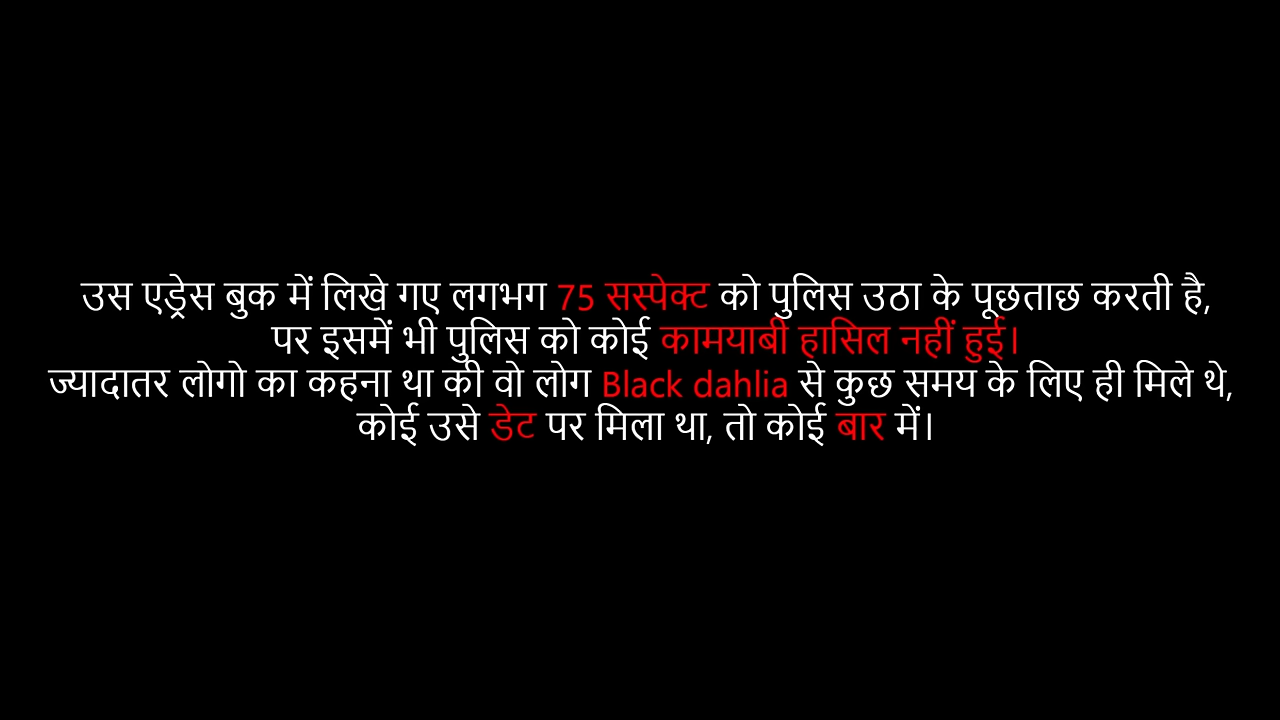 उस एड्रेस बुक में लिखे गए लगभग 75 सस्पेक्ट को पुलिस उठा के पूछताछ करती है,
पर इसमें भी पुलिस को कोई कामयाबी हासिल नहीं हुई।
ज्यादातर लोगो का कहना था की वो लोग Black dahlia से कुछ समय के लिए ही मिले थे,
कोई उसे डेट पर मिला था, तो कोई बार में।